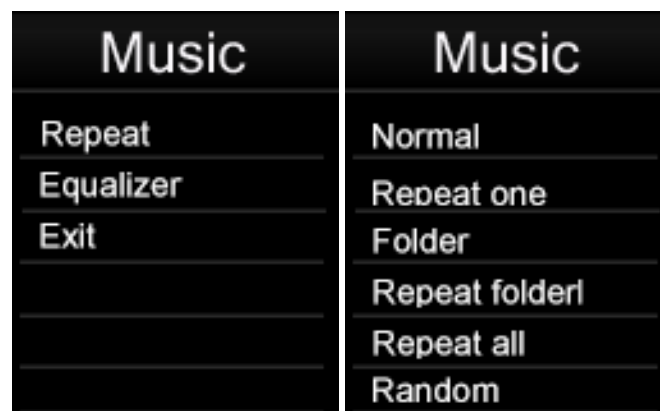 Music
Repeat
Equalizer
Exit
Music
Normal
Repeat one
Folder
Repeat folderl
Repeat all
Random